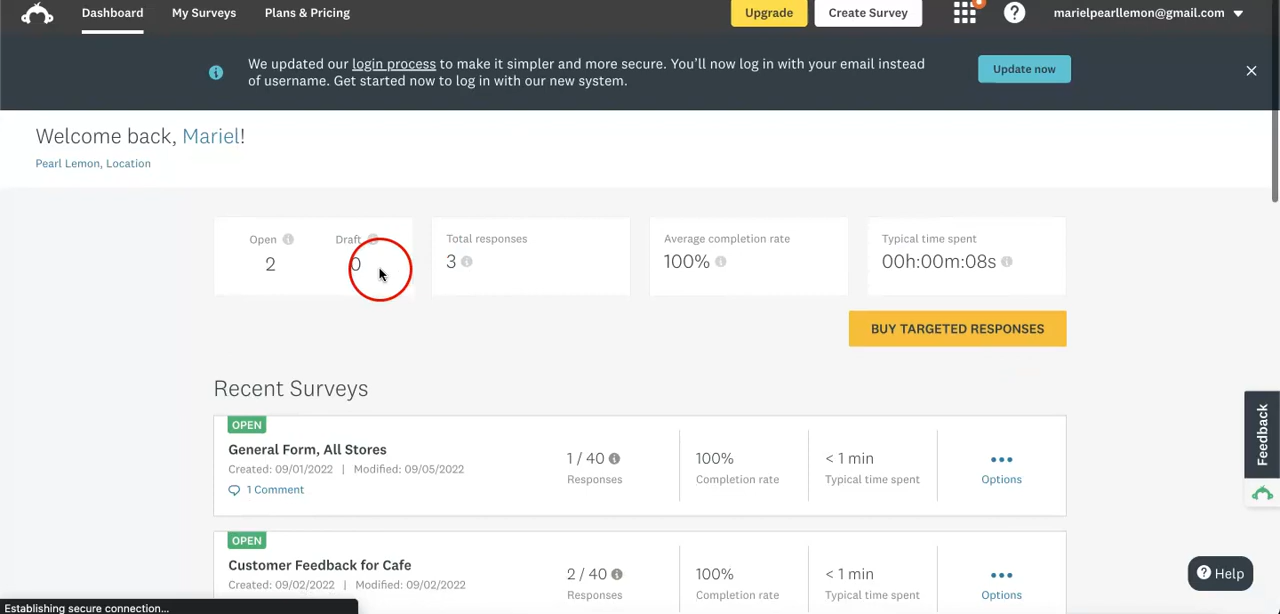 Dashboard
My Surveys
Plans & Pricing
Upgrade
Create Survey
?
marielpearllemon@gmail.com
We updated our login process to make it simpler and more secure. You'll now log in with your email instead
of username. Get started now to log in with our new system.
Update now
Welcome back, Mariel!
Pearl Lemon, Location
Open
2
Draft
0
Total responses
3
Average completion rate
100%
Typical time spent
00h:00m:08s
BUY TARGETED RESPONSES
Recent Surveys
OPEN
General Form, All Stores
Created: 09/01/2022 | Modified: 09/05/2022
1 Comment
1 / 40
Responses
100%
Completion rate
< 1 min
Typical time spent
Options
OPEN
Customer Feedback for Cafe
Created: 09/02/2022 | Modified: 09/02/2022
2 / 40
Responses
100%
Completion rate
< 1 min
Typical time spent
Options
Feedback
Help
Establishing secure connection...